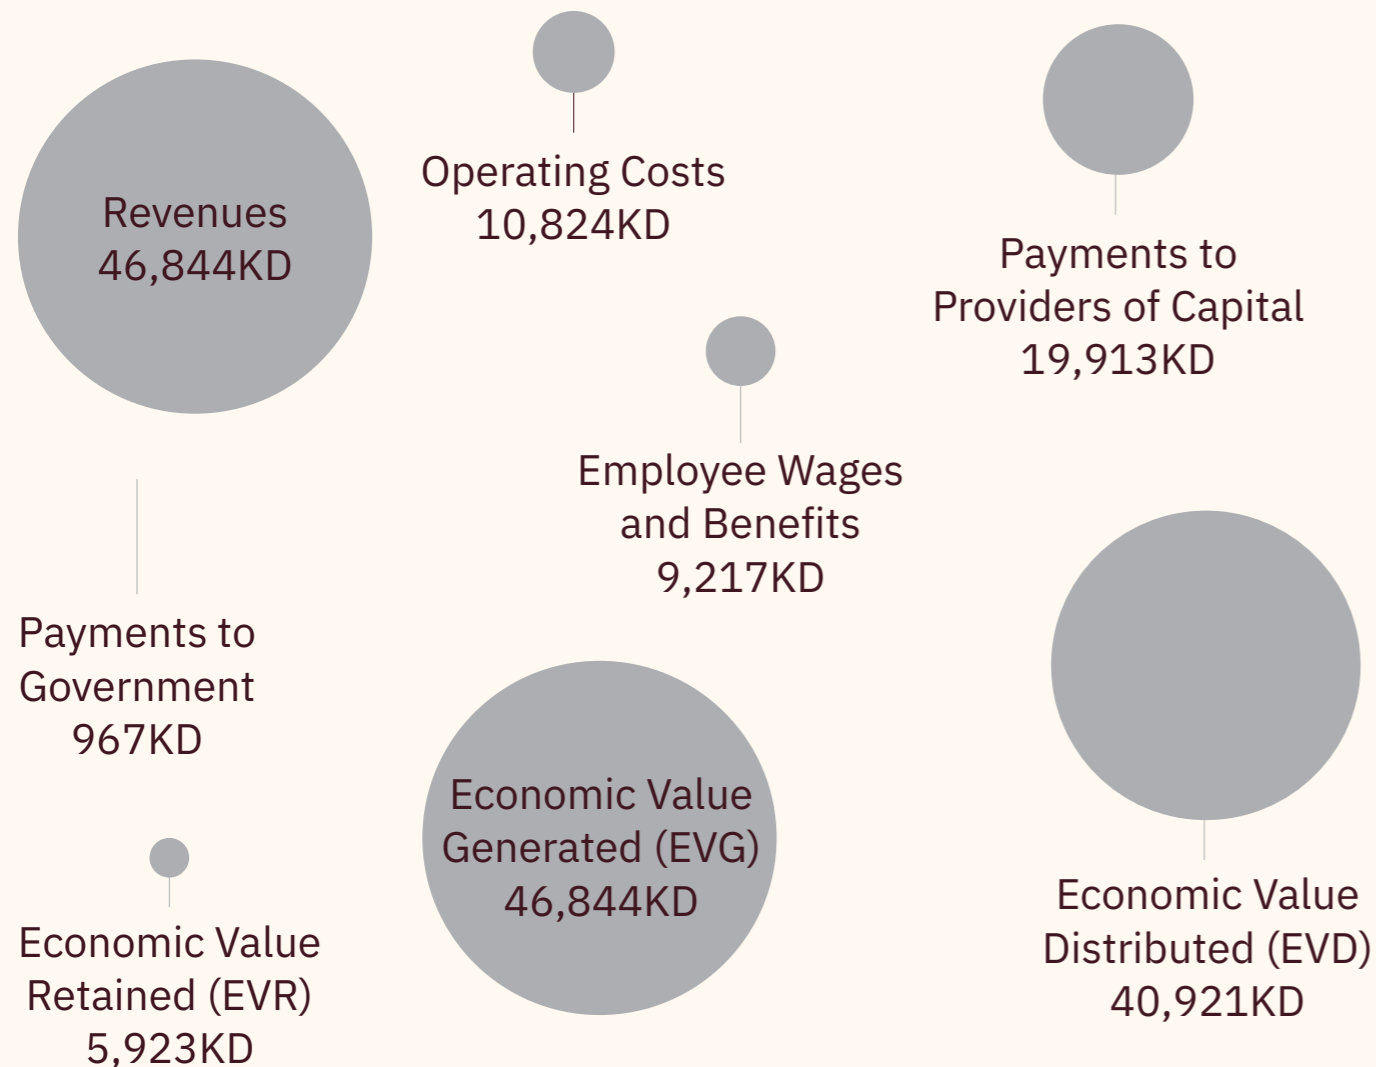 Revenues
46,844KD
Operating Costs
10,824KD
Payments to
Providers of Capital
19,913KD
Employee Wages
and Benefits
9,217KD
Payments to
Government
967KD
Economic Value
Generated (EVG)
46,844KD
Economic Value
Distributed (EVD)
40,921KD
Economic Value
Retained (EVR)
5,923KD